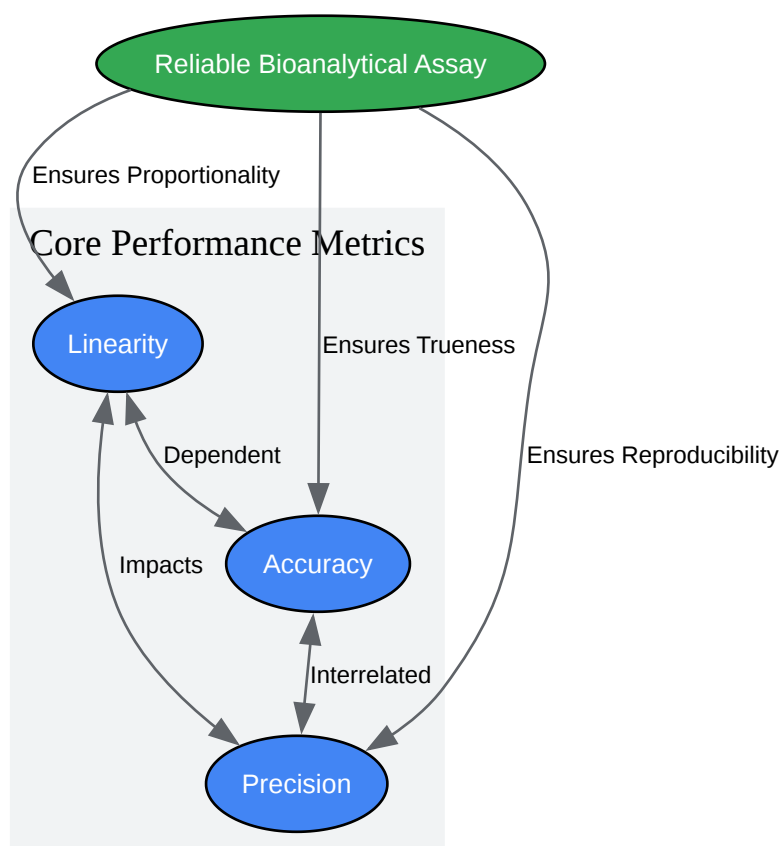 Reliable Bioanalytical Assay
Ensures Proportionality
Core Performance Metrics
Linearity
Ensures Trueness
Dependent
Ensures Reproducibility
Impacts
Accuracy
Interrelated
Precision